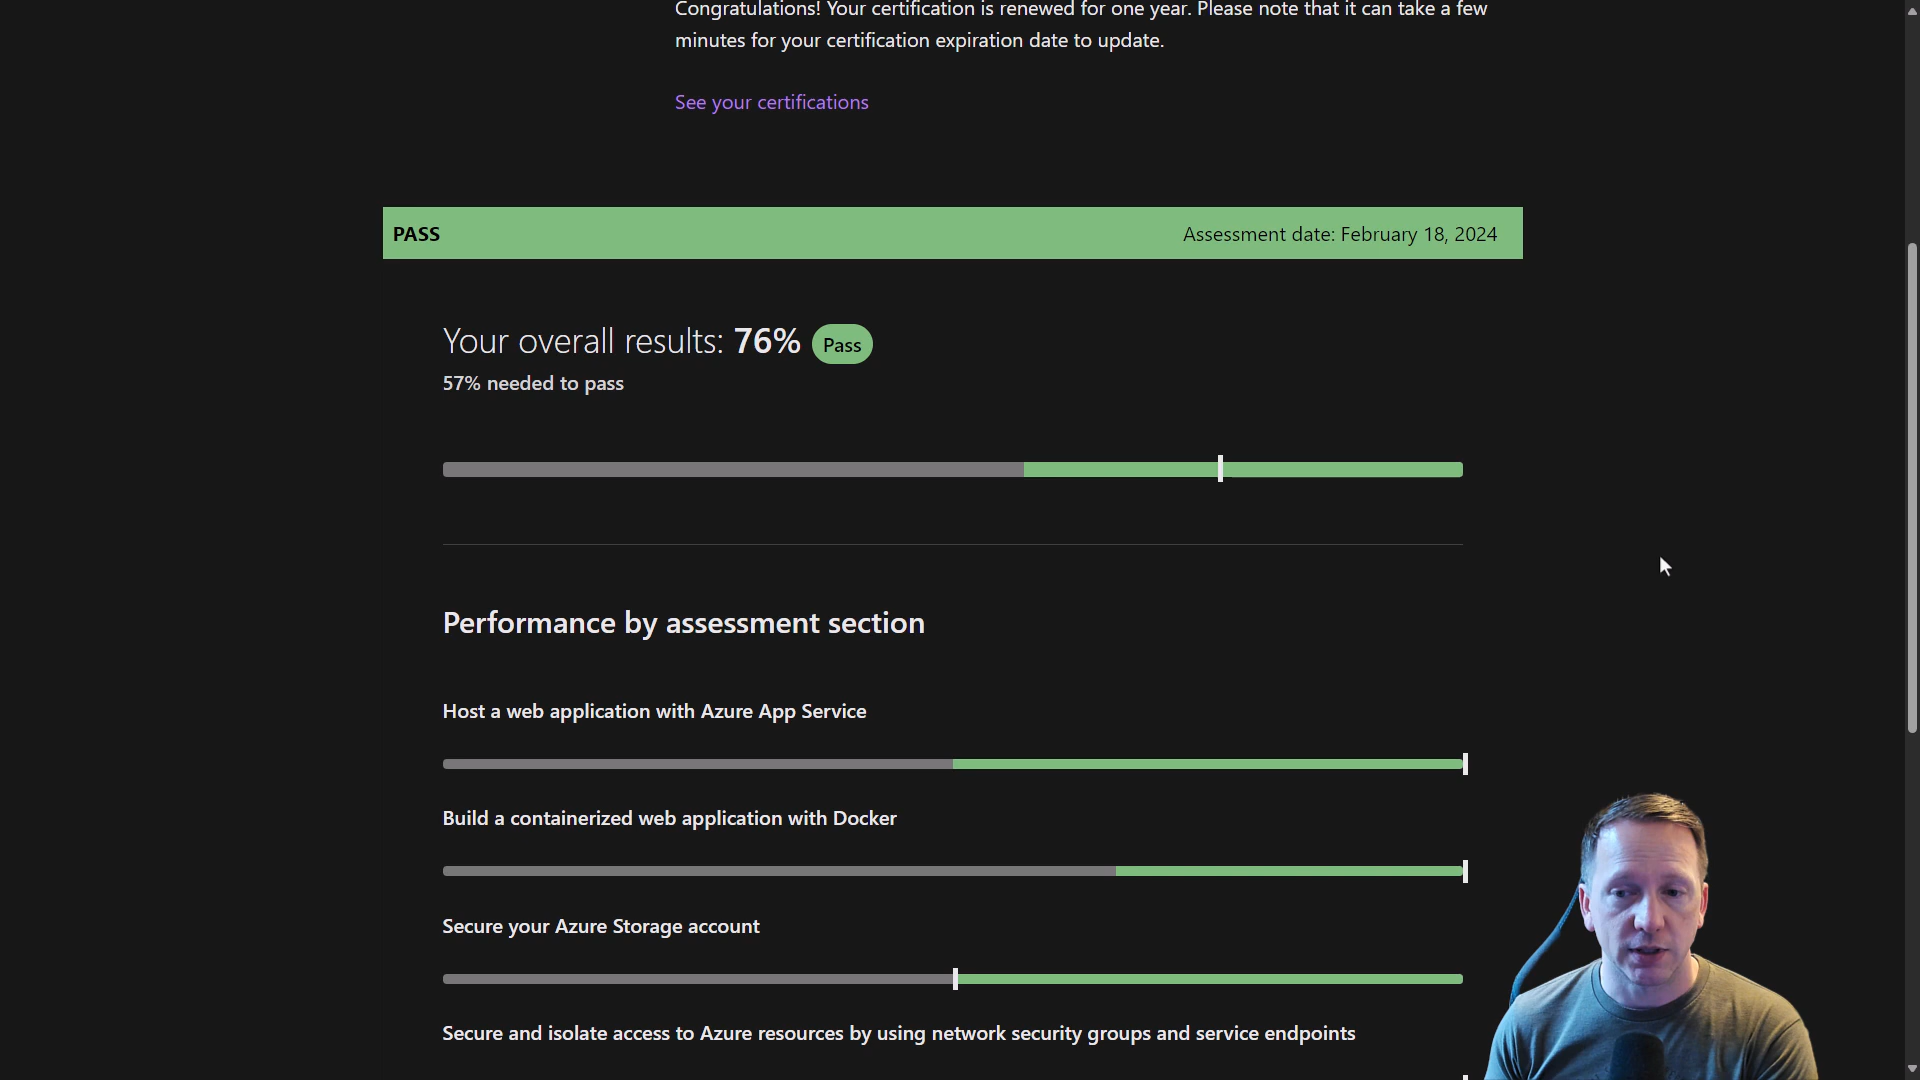 Congratulations! Your certification is renewed for one year. Please note that it can take a few
minutes for your certification expiration date to update.
See your certifications
PASS
Assessment date: February 18, 2024
Your overall results: 76% Pass
57% needed to pass
Performance by assessment section
Host a web application with Azure App Service
Build a containerized web application with Docker
Secure your Azure Storage account
Secure and isolate access to Azure resources by using network security groups and service endpoints